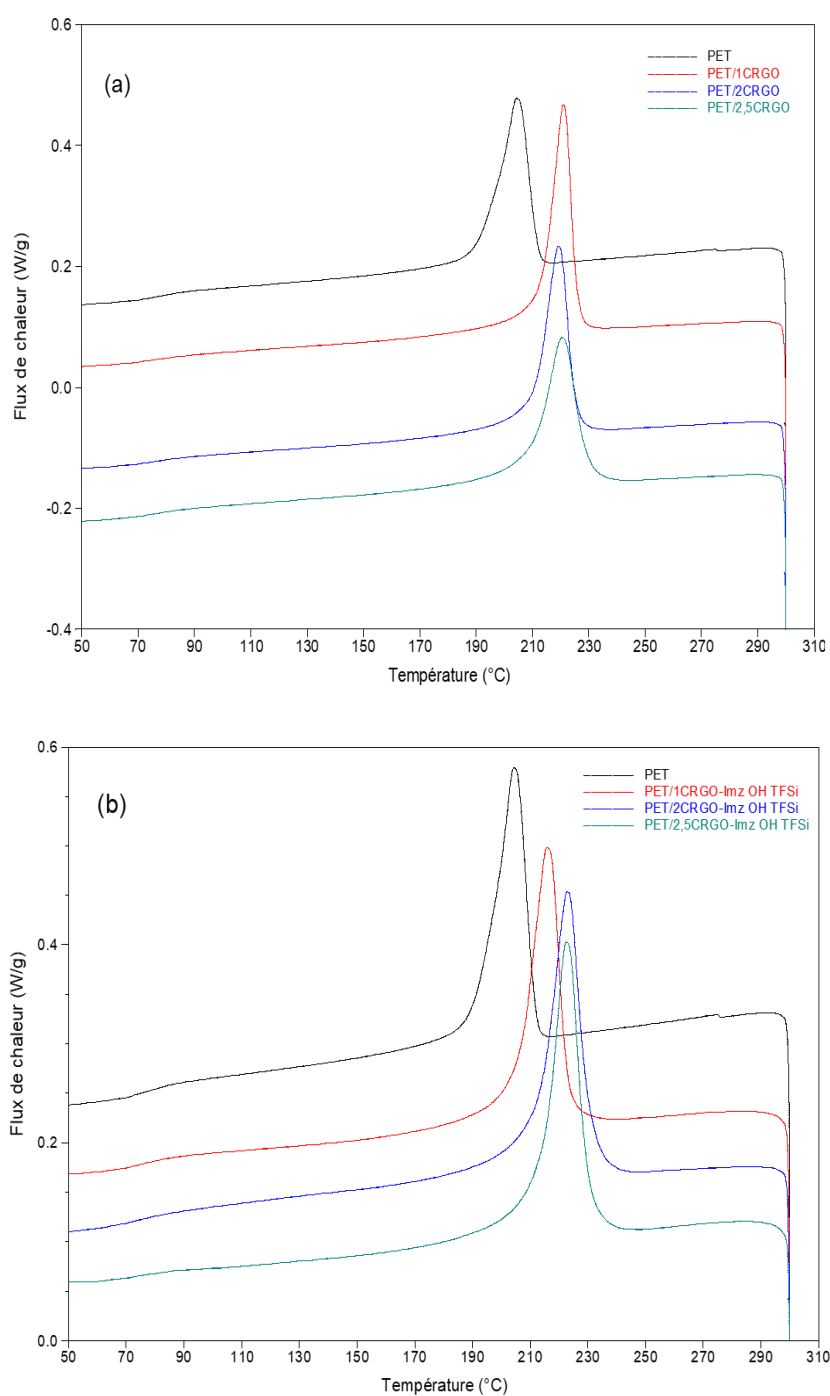 0.6
(a)
PET
PET/1CRGO
PET/2CRGO
PET/2,5CRGO
0.4
0.2
0.0
-0.2
-0.4
Flux de chaleur (W/g)
50 70 90 110 130 150 170 190 210 230 250 270 290 310
Température (°C)
0.6
(b)
PET
PET/1CRGO-Imz OH TFSi
PET/2CRGO-Imz OH TFSi
PET/2,5CRGO-Imz OH TFSi
0.4
0.2
0.0
Flux de chaleur (W/g)
50 70 90 110 130 150 170 190 210 230 250 270 290 310
Température (°C)